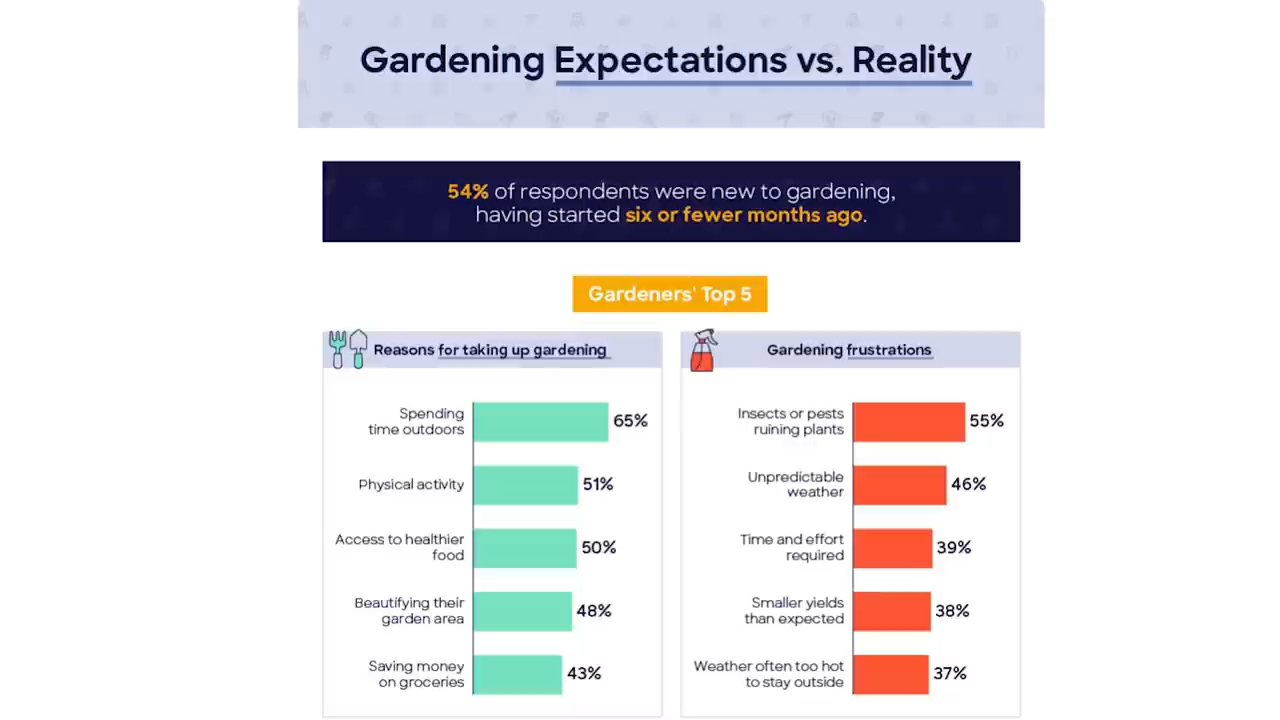 Gardening Expectations vs. Reality
54% of respondents were new to gardening,
having started six or fewer months ago.
Gardeners' Top 5
Reasons for taking up gardening
Spending
time outdoors
65%
Physical activity
51%
Access to healthier
food
50%
Beautifying their
garden area
48%
Saving money
on groceries
43%
Gardening frustrations
Insects or pests
ruining plants
55%
Unpredictable
weather
46%
Time and effort
required
39%
Smaller yields
than expected
38%
Weather often too hot
to stay outside
37%